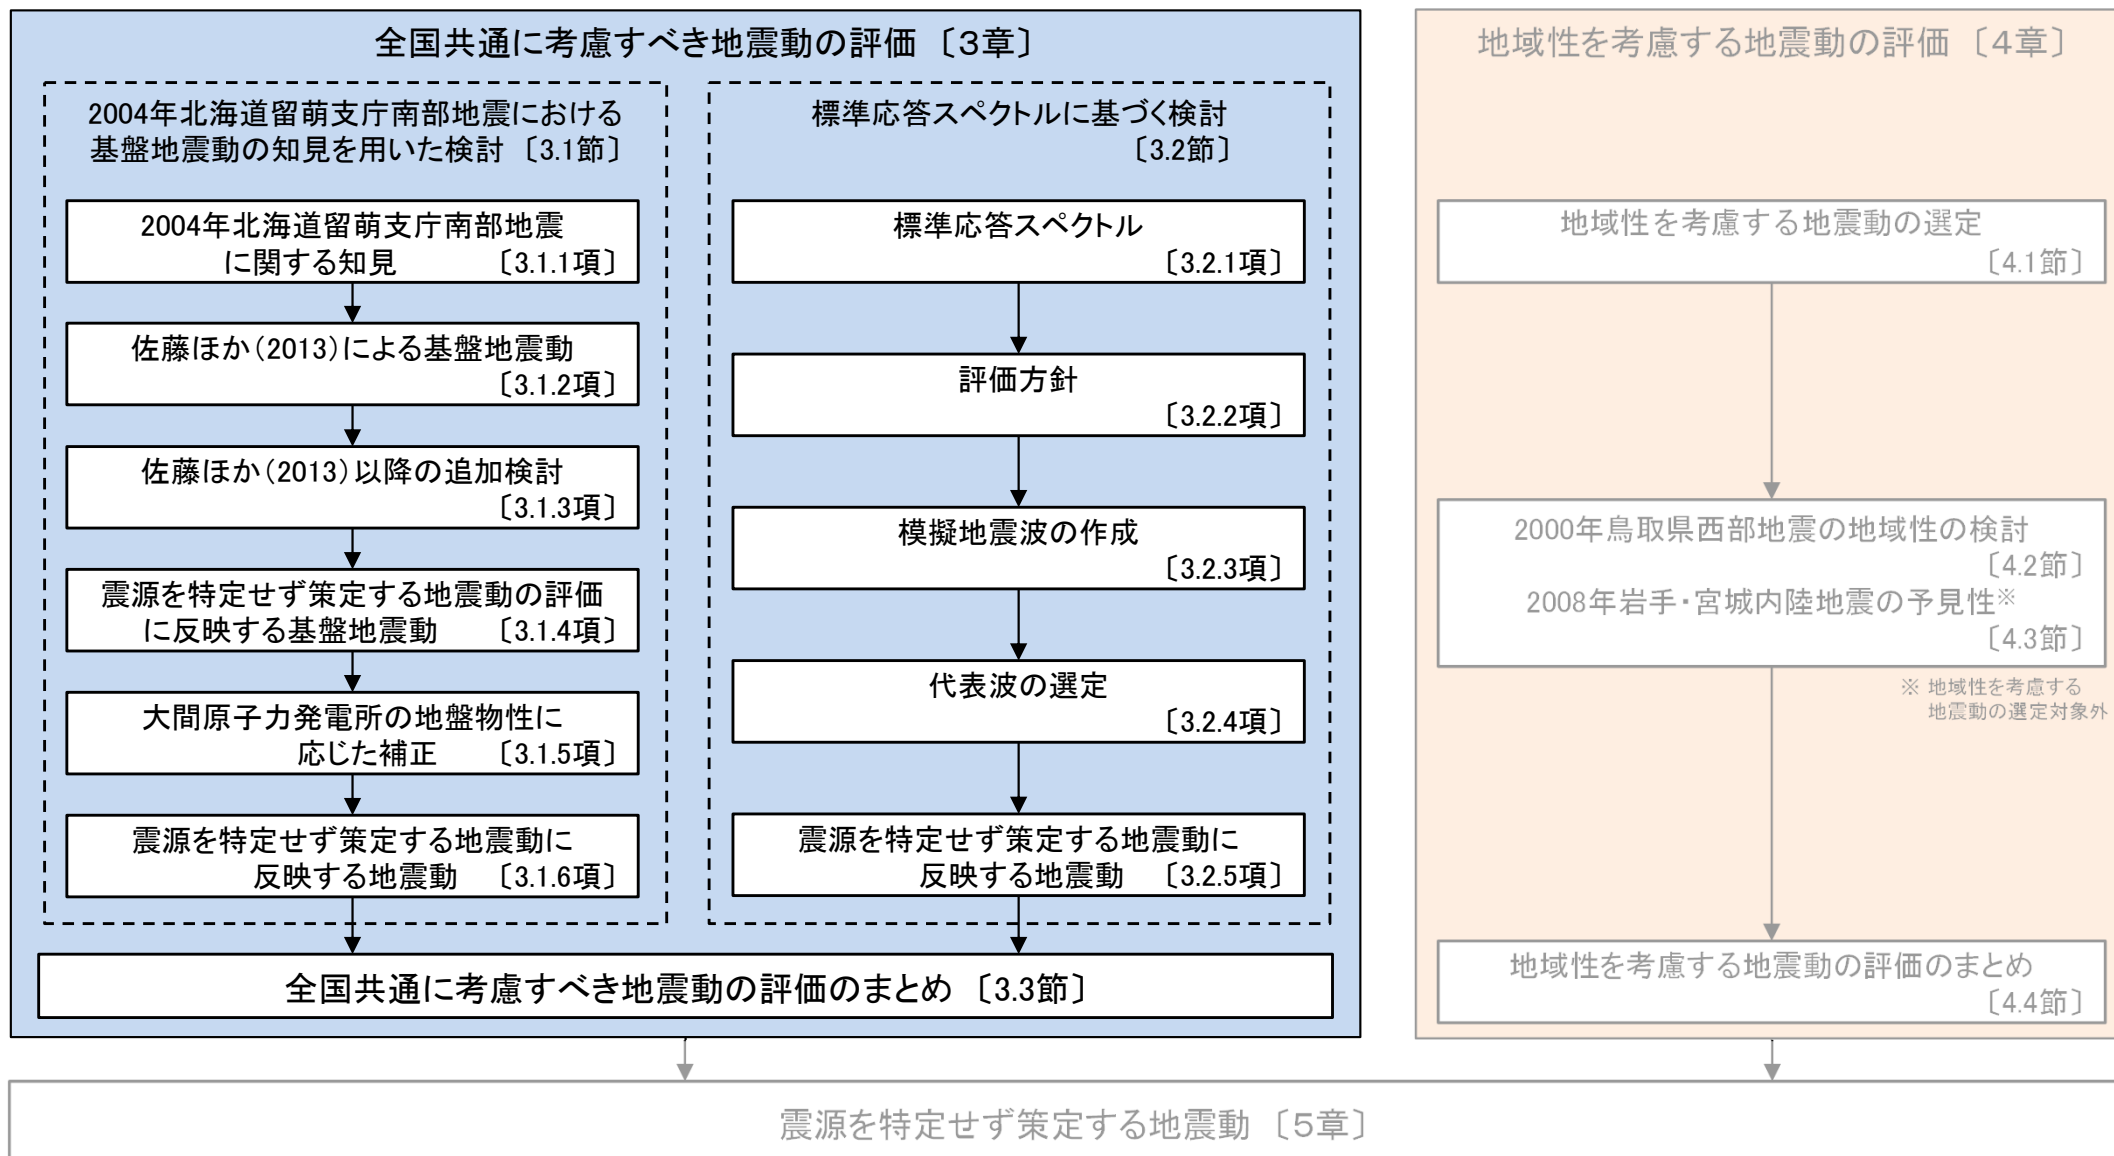 全国共通に考慮すべき地震動の評価 〔3章〕
2004年北海道留萌支庁南部地震における
基盤地震動の知見を用いた検討 〔3.1節〕
2004年北海道留萌支庁南部地震
に関する知見 〔3.1.1項〕
佐藤ほか(2013)による基盤地震動
〔3.1.2項〕
佐藤ほか(2013)以降の追加検討
〔3.1.3項〕
震源を特定せず策定する地震動の評価
に反映する基盤地震動 〔3.1.4項〕
大間原子力発電所の地盤物性に
応じた補正 〔3.1.5項〕
震源を特定せず策定する地震動に
反映する地震動 〔3.1.6項〕
標準応答スペクトルに基づく検討
〔3.2節〕
標準応答スペクトル
〔3.2.1項〕
評価方針
〔3.2.2項〕
模擬地震波の作成
〔3.2.3項〕
代表波の選定
〔3.2.4項〕
震源を特定せず策定する地震動に
反映する地震動 〔3.2.5項〕
全国共通に考慮すべき地震動の評価のまとめ 〔3.3節〕
地域性を考慮する地震動の評価 〔4章〕
地域性を考慮する地震動の選定
〔4.1節〕
2000年鳥取県西部地震の地域性の検討
〔4.2節〕
2008年岩手・宮城内陸地震の予見性※
〔4.3節〕
※ 地域性を考慮する
地震動の選定対象外
地域性を考慮する地震動の評価のまとめ
〔4.4節〕
震源を特定せず策定する地震動 〔5章〕